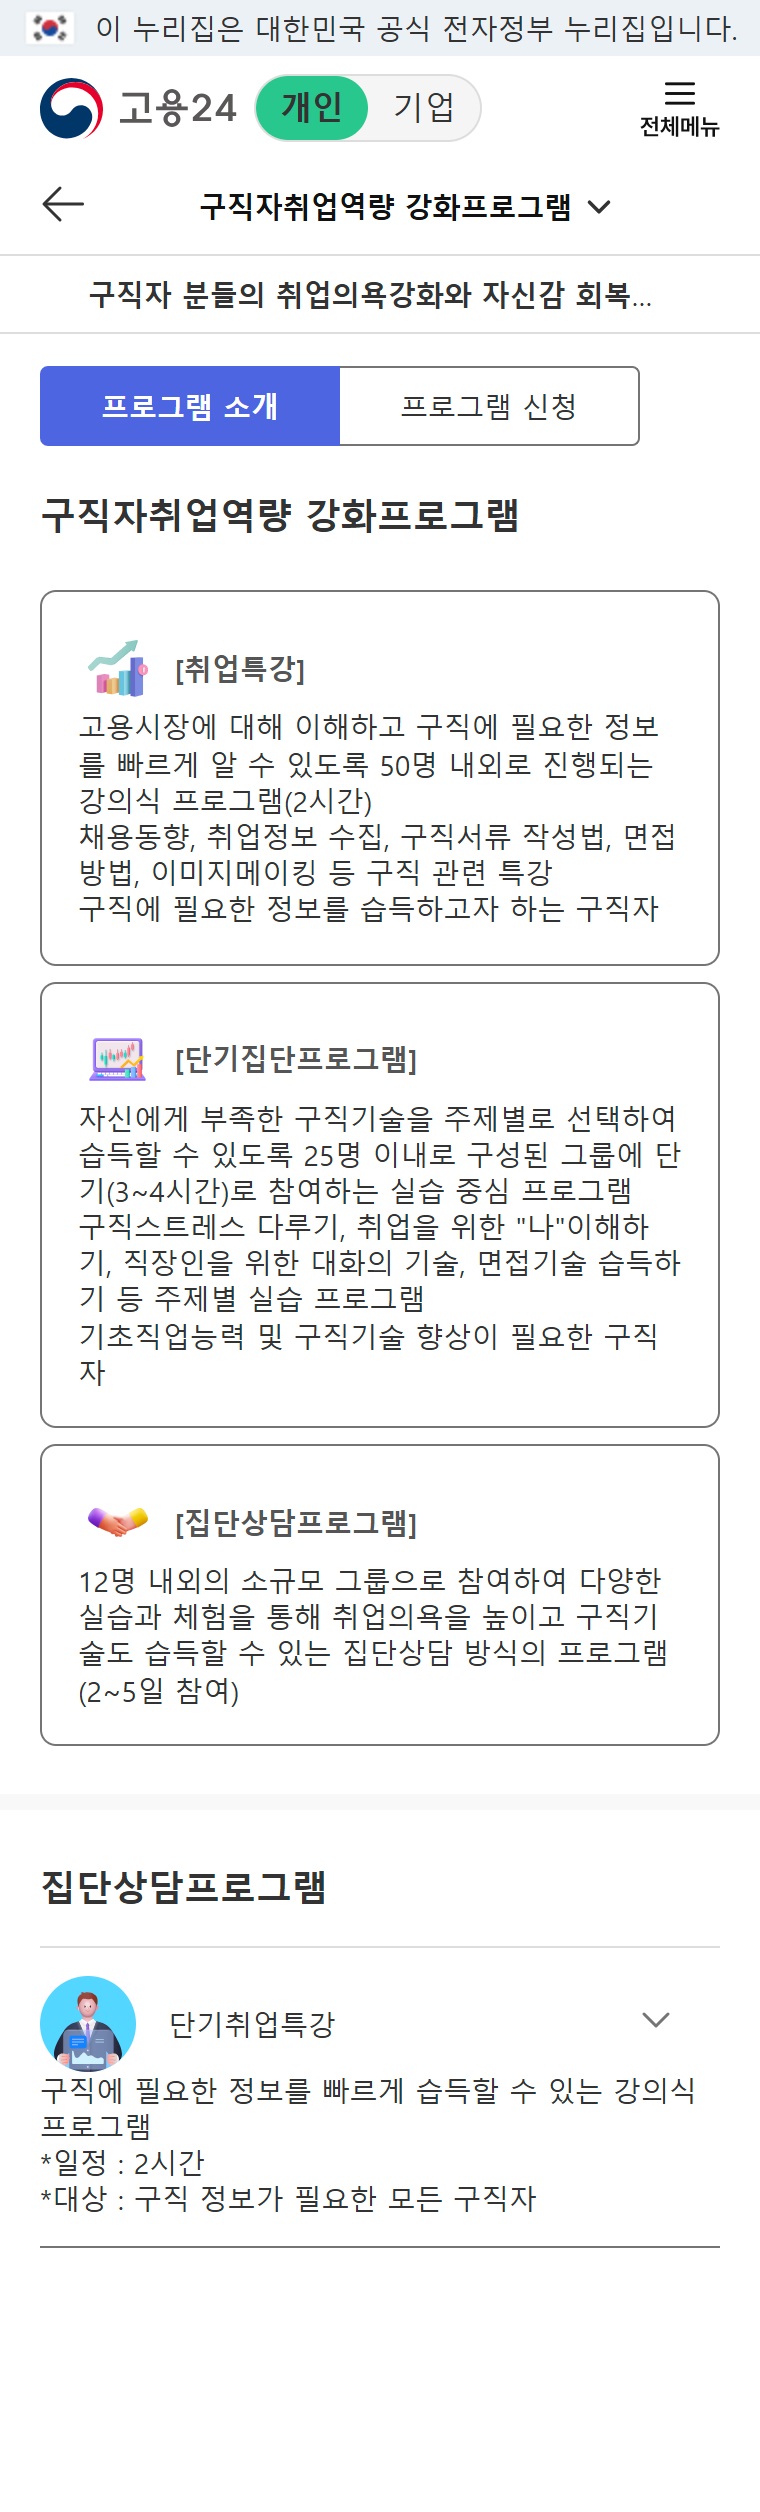 이 누리집은 대한민국 공식 전자정부 누리집입니다.
고용24 개인 기업
전체메뉴
구직자취업역량 강화프로그램
구직자 분들의 취업의욕강화와 자신감 회복...
프로그램 소개 프로그램 신청
구직자취업역량 강화프로그램
[취업특강]
고용시장에 대해 이해하고 구직에 필요한 정보
를 빠르게 알 수 있도록 50명 내외로 진행되는
강의식 프로그램(2시간)
채용동향, 취업정보 수집, 구직서류 작성법, 면접
방법, 이미지메이킹 등 구직 관련 특강
구직에 필요한 정보를 습득하고자 하는 구직자
[단기집단프로그램]
자신에게 부족한 구직기술을 주제별로 선택하여
습득할 수 있도록 25명 이내로 구성된 그룹에 단
기(3~4시간)로 참여하는 실습 중심 프로그램
구직스트레스 다루기, 취업을 위한 "나"이해하
기, 직장인을 위한 대화의 기술, 면접기술 습득하
기 등 주제별 실습 프로그램
기초직업능력 및 구직기술 향상이 필요한 구직
자
[집단상담프로그램]
12명 내외의 소규모 그룹으로 참여하여 다양한
실습과 체험을 통해 취업의욕을 높이고 구직기
술도 습득할 수 있는 집단상담 방식의 프로그램
(2~5일 참여)
집단상담프로그램
단기취업특강
구직에 필요한 정보를 빠르게 습득할 수 있는 강의식
프로그램
*일정 : 2시간
*대상 : 구직 정보가 필요한 모든 구직자